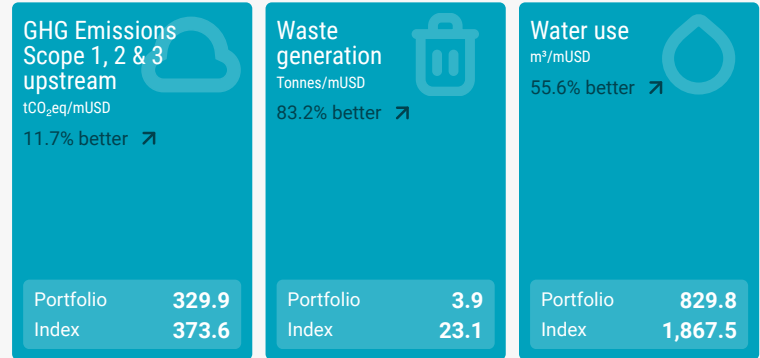 GHG Emissions
Scope 1, 2 & 3
upstream
tCO₂eq/mUSD
11.7% better
Portfolio 329.9
Index 373.6
Waste
generation
Tonnes/mUSD
83.2% better
Portfolio 3.9
Index 23.1
Water use
m³/mUSD
55.6% better
Portfolio 829.8
Index 1,867.5